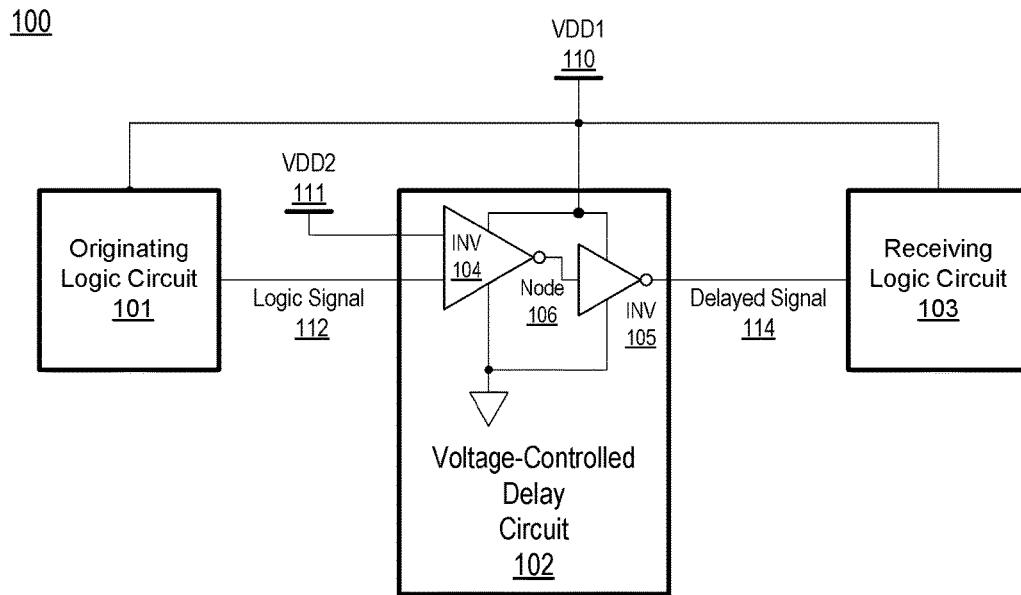 100
VDD1
110
VDD2
111
Originating
Logic Circuit
101
Logic Signal
112
INV
104
Node
106
INV
105
Delayed Signal
114
Receiving
Logic Circuit
103
Voltage-Controlled
Delay
Circuit
102